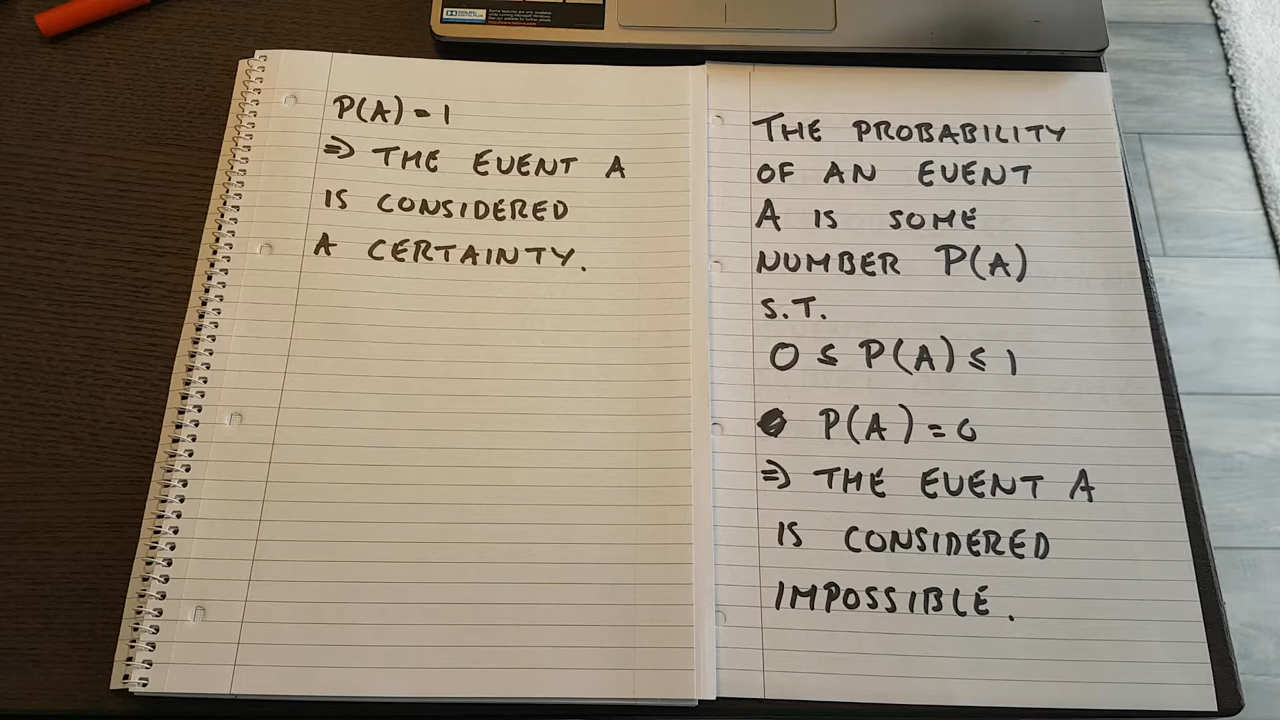 P(A) = 1
⇒ THE EVENT A
IS CONSIDERED
A CERTAINTY.
THE PROBABILITY
OF AN EVENT
A IS SOME
NUMBER P(A)
S.T.
0 ≤ P(A) ≤ 1
P(A) = 0
⇒ THE EVENT A
IS CONSIDERED
IMPOSSIBLE.